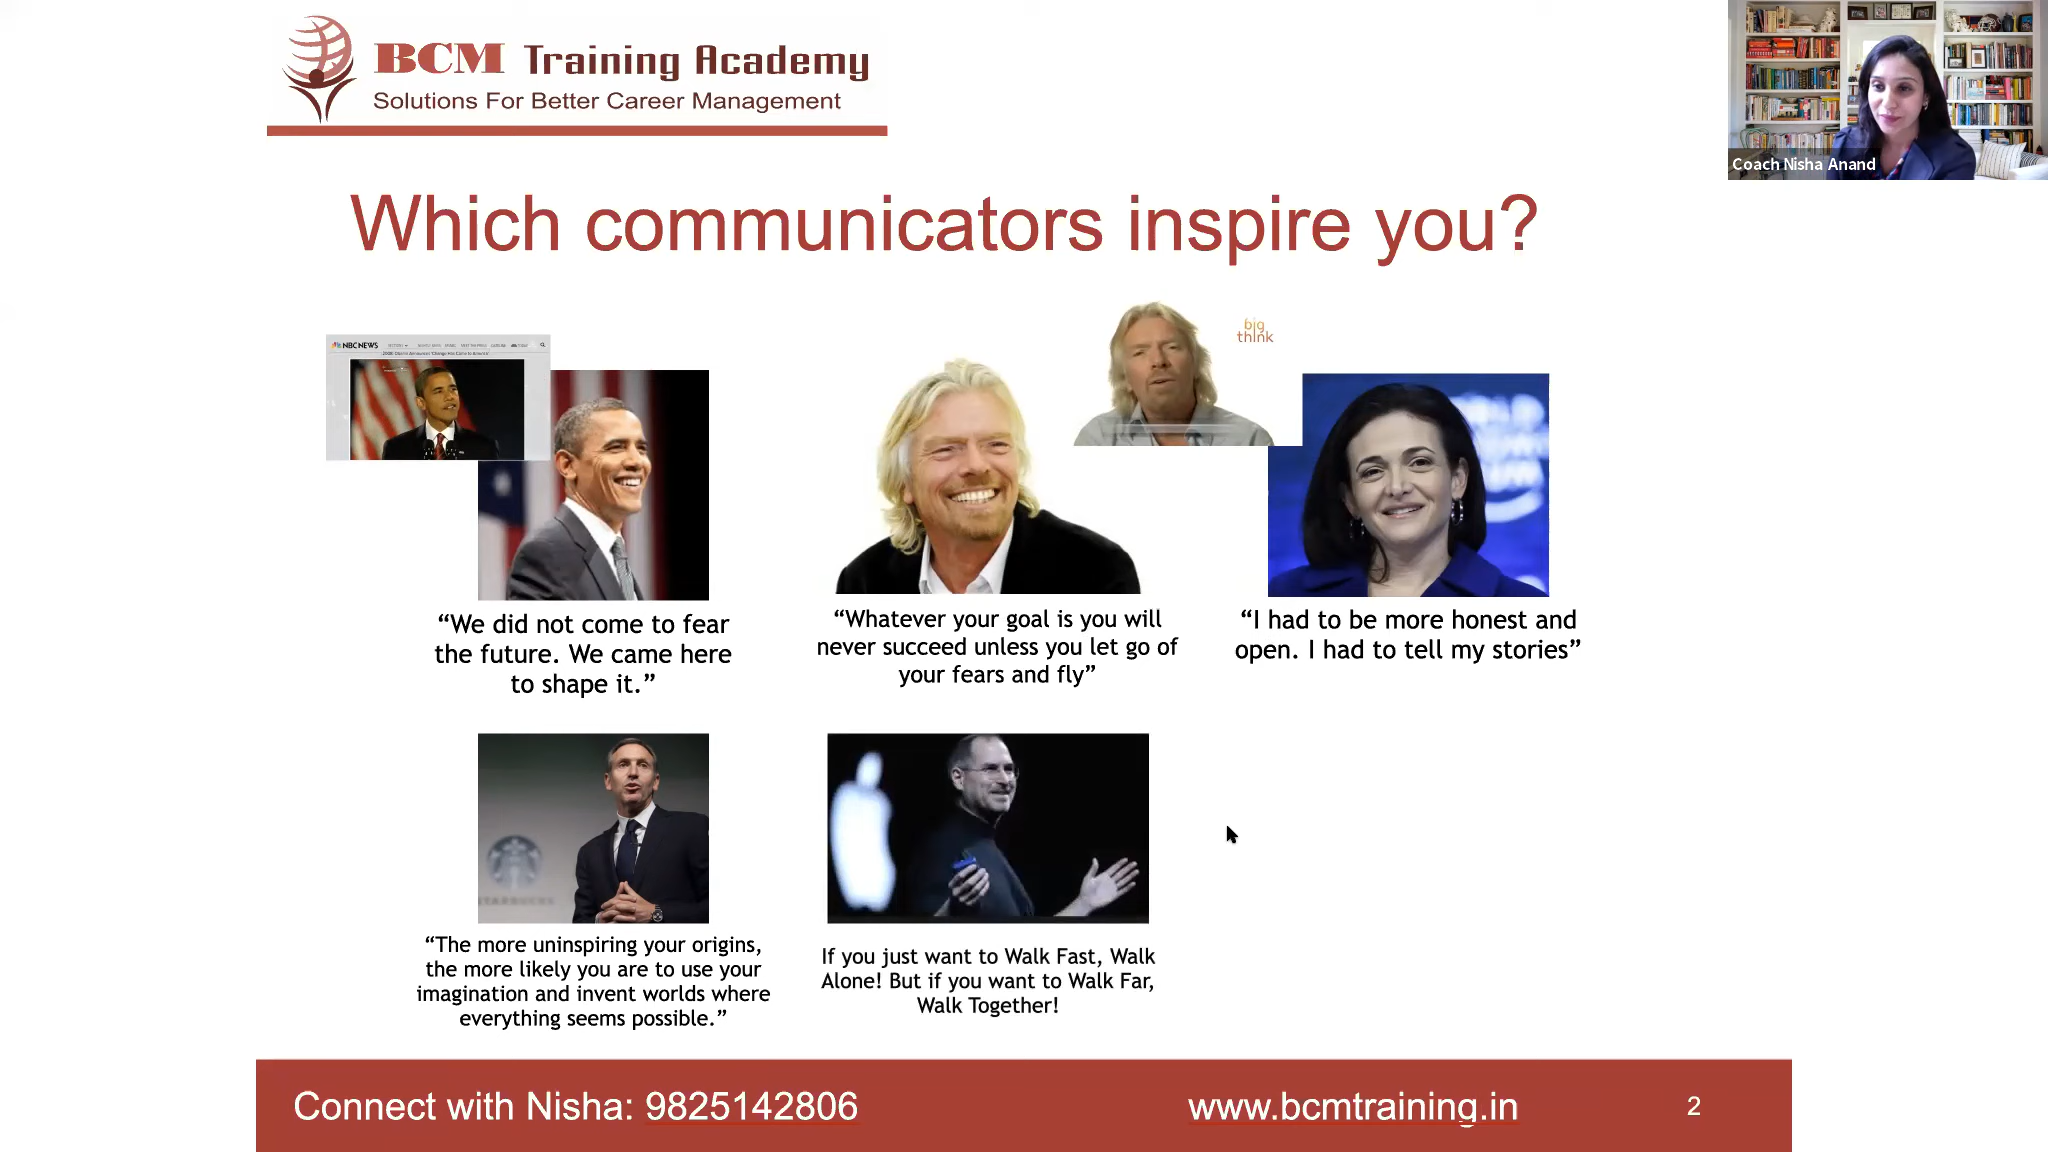 BCM Training Academy
Solutions For Better Career Management
Coach Nisha Anand
Which communicators inspire you?
big
think
NBC NEWS
“We did not come to fear
the future. We came here
to shape it.”
“Whatever your goal is you will
never succeed unless you let go of
your fears and fly”
“I had to be more honest and
open. I had to tell my stories”
“The more uninspiring your origins,
the more likely you are to use your
imagination and invent worlds where
everything seems possible.”
If you just want to Walk Fast, Walk
Alone! But if you want to Walk Far,
Walk Together!
Connect with Nisha: 9825142806
www.bcmtraining.in
2